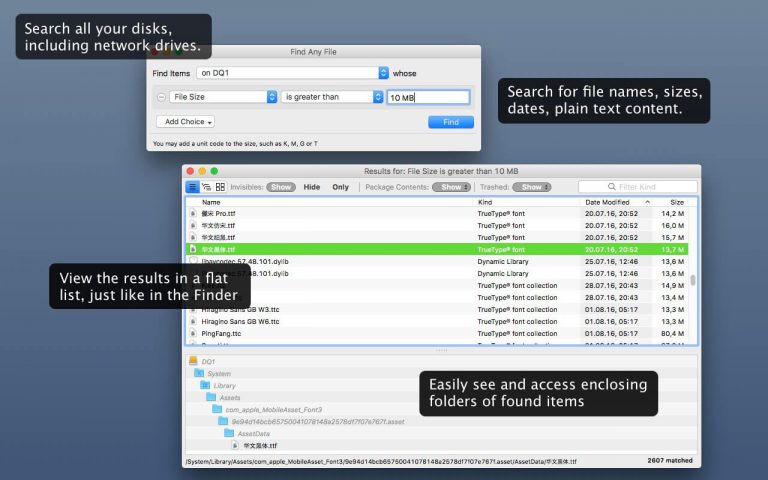 Search all your disks,
including network drives.
Find Any File
Find Items on DQ1 whose
File Size is greater than 10 MB
Add Choice Find
You may add a unit code to the size, such as K, M, G or T
Search for file names, sizes,
dates, plain text content.
Results for: File Size is greater than 10 MB
Invisibles: Show Hide Only Package Contents: Show Trashed: Show Filter Kind
Name Kind Date Modified Size
Pro.ttf TrueType® font 20.07.16, 20:52 14,2 M
华文仿宋.ttf TrueType® font 20.07.16, 20:52 16,0 M
华文细黑.ttf TrueType® font 20.07.16, 20:52 15,7 M
华文黑体.ttf TrueType® font 20.07.16, 20:52 13,7 M
libavcodec.57.48.101.dylib Dynamic Library 25.07.16, 12:46 13,6 M
57.48.101.dylib Dynamic Library 25.07.16, 12:46 13,6 M
TrueType® font collection 28.07.16, 20:43 14,9 M
TrueType® font collection 28.07.16, 20:43 14,4 M
Hiragino Sans GB W3.ttc TrueType® font collection 01.08.16, 05:17 13,3 M
Hiragino Sans GB W6.ttc TrueType® font collection 01.08.16, 05:17 13,3 M
PingFang.ttc TrueType® font collection 01.08.16, 05:17 80,4 M
View the results in a flat
list, just like in the Finder
DQ1
System
Library
Assets
com_apple_MobileAsset_Font3
9e94d14bcb65750041078148a2578df7f07e767f.asset
AssetData
华文黑体.ttf
Easily see and access enclosing
folders of found items
/System/Library/Assets/com_apple_MobileAsset_Font3/9e94d14bcb65750041078148a2578df7f07e767f.asset/AssetData/华文黑体.ttf 2607 matched